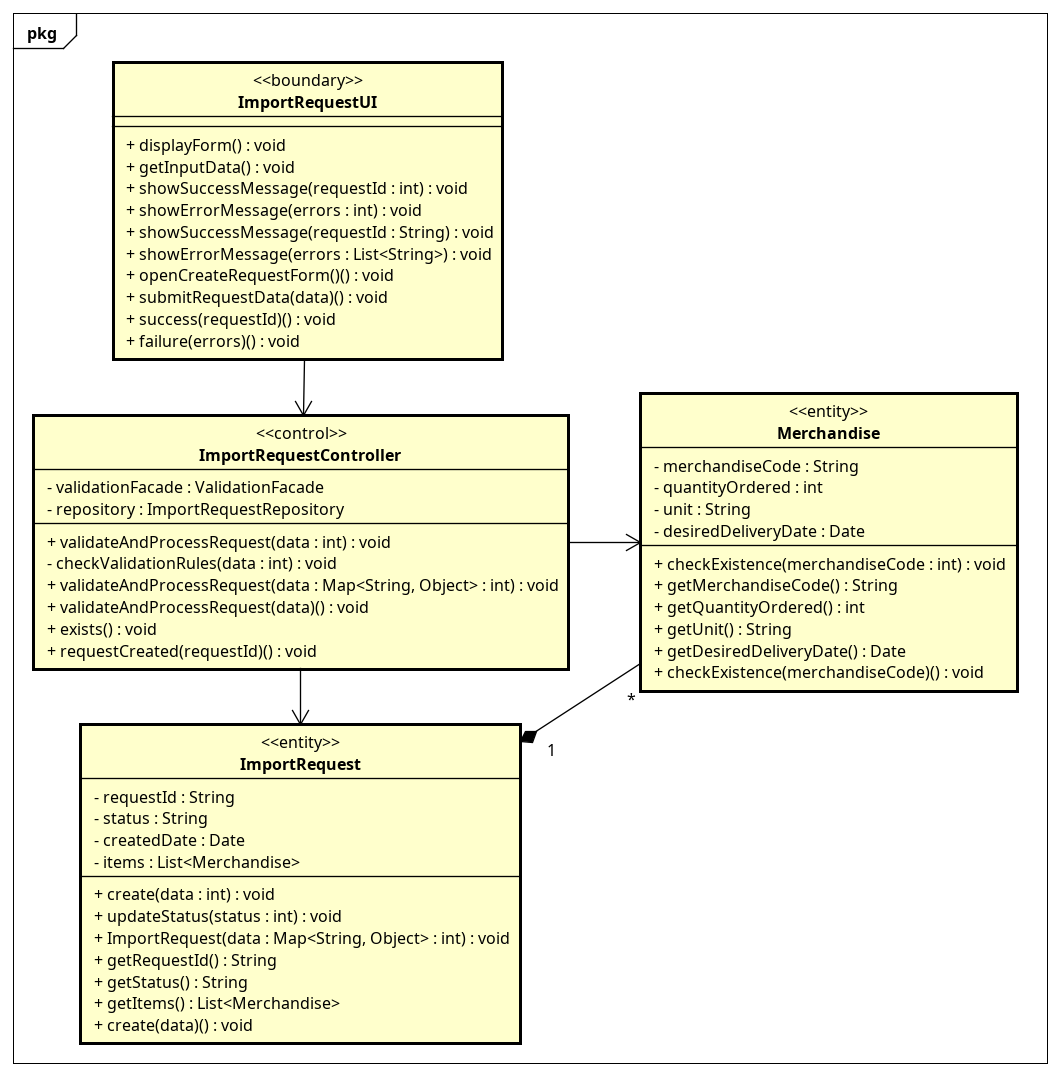 pkg
<<boundary>>
ImportRequestUI
+ displayForm() : void
+ getInputData() : void
+ showSuccessMessage(requestId : int) : void
+ showErrorMessage(errors : int) : void
+ showSuccessMessage(requestId : String) : void
+ showErrorMessage(errors : List<String>) : void
+ openCreateRequestForm()() : void
+ submitRequestData(data)() : void
+ success(requestId)() : void
+ failure(errors)() : void
<<control>>
ImportRequestController
- validationFacade : ValidationFacade
- repository : ImportRequestRepository
+ validateAndProcessRequest(data : int) : void
- checkValidationRules(data : int) : void
+ validateAndProcessRequest(data : Map<String, Object> : int) : void
+ validateAndProcessRequest(data)() : void
+ exists() : void
+ requestCreated(requestId)() : void
<<entity>>
Merchandise
- merchandiseCode : String
- quantityOrdered : int
- unit : String
- desiredDeliveryDate : Date
+ checkExistence(merchandiseCode : int) : void
+ getMerchandiseCode() : String
+ getQuantityOrdered() : int
+ getUnit() : String
+ getDesiredDeliveryDate() : Date
+ checkExistence(merchandiseCode)() : void
*
1
<<entity>>
ImportRequest
- requestId : String
- status : String
- createdDate : Date
- items : List<Merchandise>
+ create(data : int) : void
+ updateStatus(status : int) : void
+ ImportRequest(data : Map<String, Object> : int) : void
+ getRequestId() : String
+ getStatus() : String
+ getItems() : List<Merchandise>
+ create(data)() : void